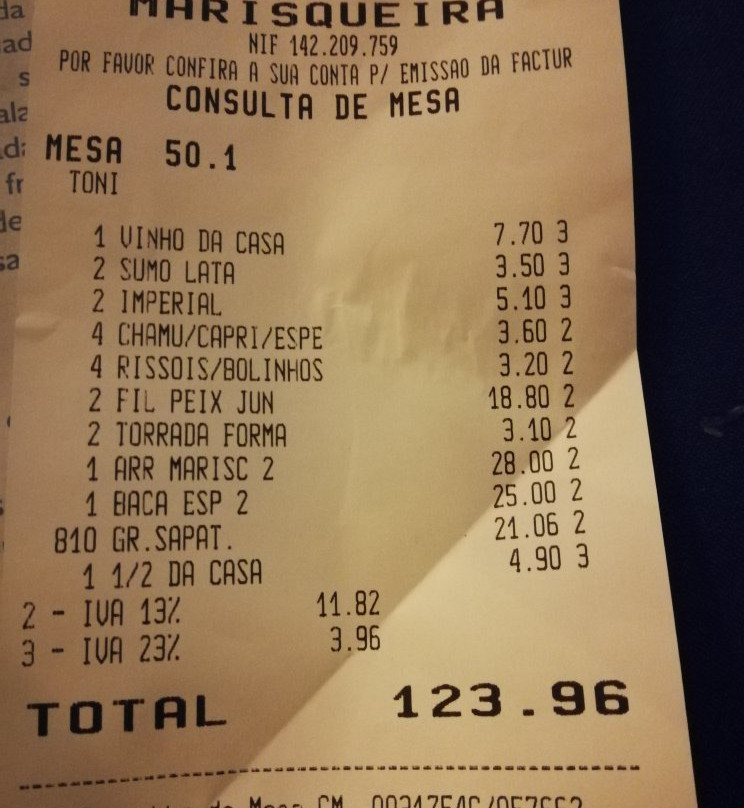 MARISQUEIRA
NIF 142.209.759
POR FAVOR CONFIRA A SUA CONTA P/ EMISSAO DA FACTUR
CONSULTA DE MESA
MESA 50.1
TONI
1 VINHO DA CASA 7.70 3
2 SUMO LATA 3.50 3
2 IMPERIAL 5.10 3
4 CHAMU/CAPRI/ESPE 3.60 2
4 RISSOIS/BOLINHOS 3.20 2
2 FIL PEIX JUN 18.80 2
2 TORRADA FORMA 3.10 2
1 ARR MARISC 2 28.00 2
1 BACA ESP 2 25.00 2
810 GR.SAPAT. 21.06 2
1 1/2 DA CASA 4.90 3
2 - IVA 13% 11.82
3 - IVA 23% 3.96
TOTAL 123.96